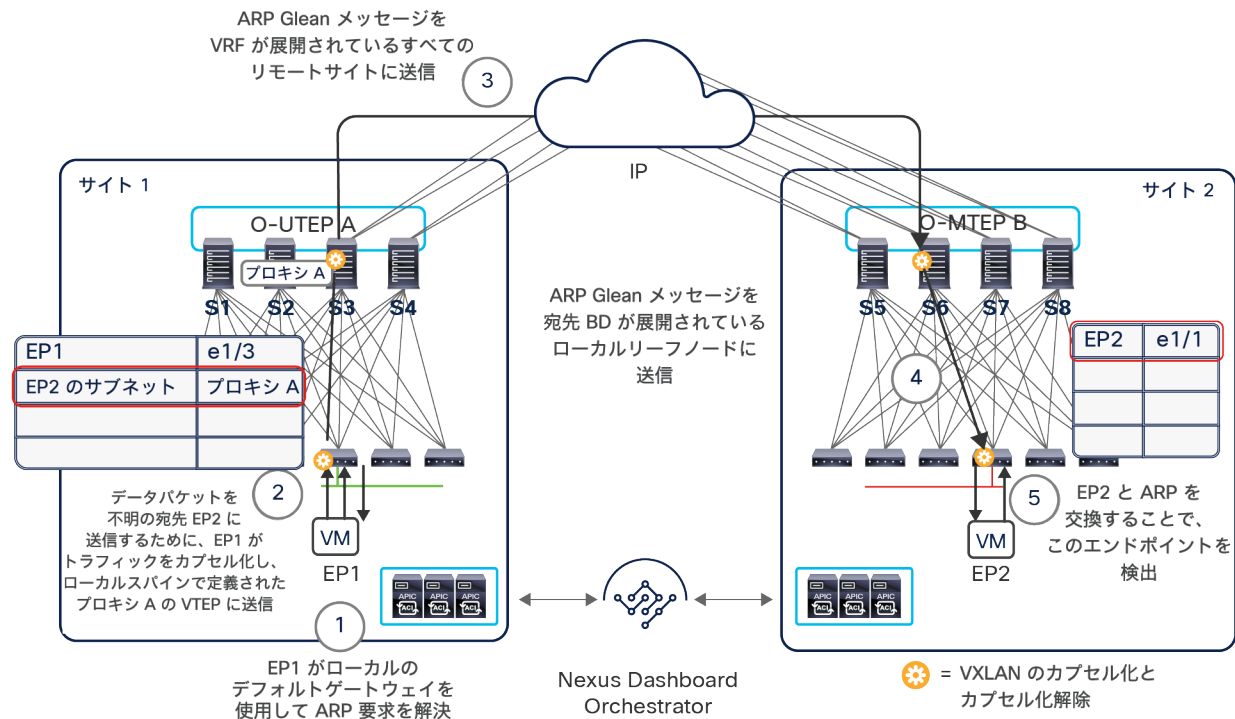 ARP Glean メッセージを
VRF が展開されているすべての
リモートサイトに送信
3
IP
サイト 1
サイト 2
O-UTEP A
O-MTEP B
プロキシ A
S1
S2
S3
S4
S5
S6
S7
S8
ARP Glean メッセージを
宛先 BD が展開されている
ローカルリーフノードに
送信
4
EP1 e1/3
EP2 のサブネット プロキシ A
EP2 e1/1
2
データパケットを
不明の宛先 EP2 に
送信するために、EP1 が
トラフィックをカプセル化し、
ローカルスパインで定義された
プロキシ A の VTEP に送信
VM
EP1
VM
EP2
5
EP2 と ARP を
交換することで、
このエンドポイントを
検出
APIC APIC APIC
ACI ACI ACI
APIC APIC APIC
ACI ACI ACI
1
EP1 がローカルの
デフォルトゲートウェイを
使用して ARP 要求を解決
Nexus Dashboard
Orchestrator
= VXLAN のカプセル化と
カプセル化解除